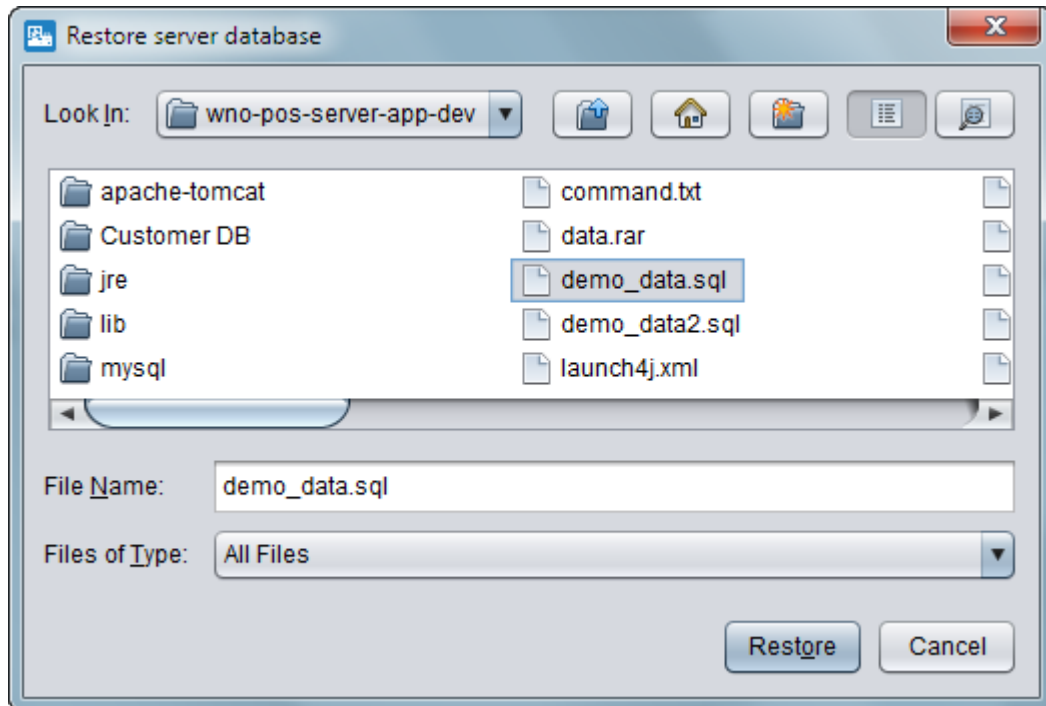 Restore server database
Look In: wno-pos-server-app-dev
apache-tomcat command.txt
Customer DB data.rar
jre demo_data.sql
lib demo_data2.sql
mysql launch4j.xml
File Name: demo_data.sql
Files of Type: All Files
Restore Cancel